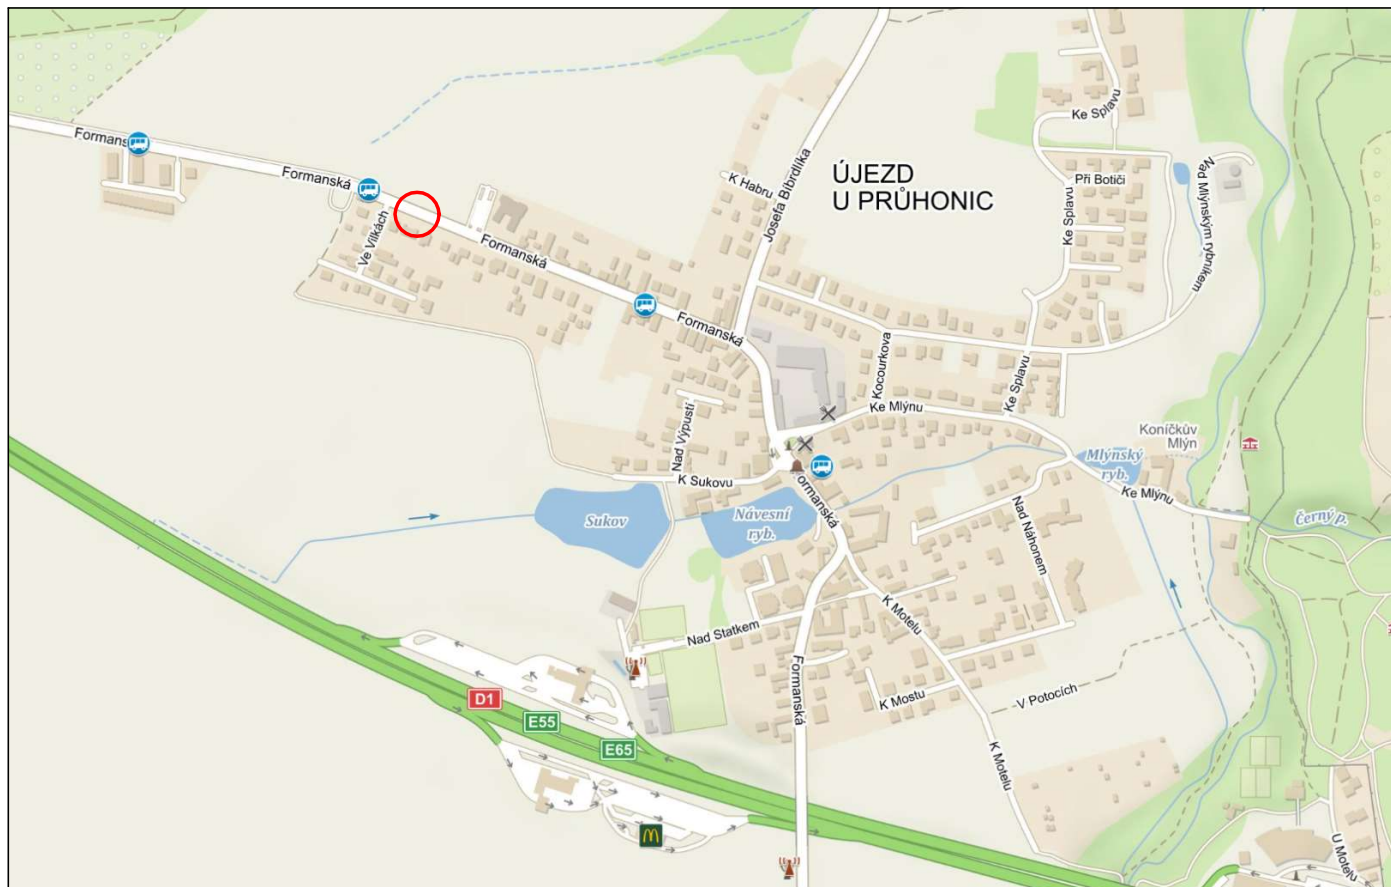 Formanská
Formanská
Ve Vilkách
Formanská
Formanská
K Habru
Josefa Bíbrdlíka
ÚJEZD
U PRŮHONIC
Ke Splavu
Při Botiči
Ke Splavu
Nad Mlýnským rybníkem
Kocourkova
Ke Splavu
Ke Mlýnu
Nad Výpustí
K Sukovu
Koníčkův
Mlýn
Mlýnský
ryb.
Ke Mlýnu
Sukov
Návesní
ryb.
Formanská
Nad Náhonem
Černý p.
Nad Statkem
K Motelu
Formanská
K Mostu
V Potocích
K Motelu
D1
E55
E65
U Motelu